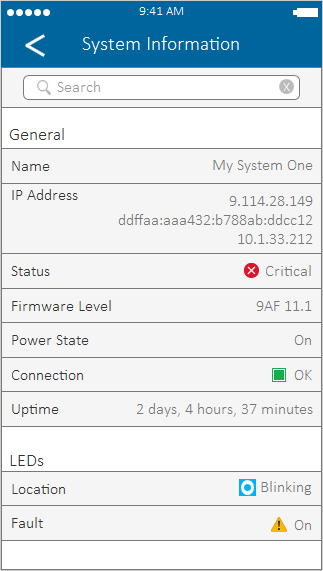 9:41 AM
System Information
Search
General
Name My System One
IP Address 9.114.28.149
ddffaa:aaa432:b788ab:ddcc12
10.1.33.212
Status Critical
Firmware Level 9AF 11.1
Power State On
Connection OK
Uptime 2 days, 4 hours, 37 minutes
LEDs
Location Blinking
Fault On